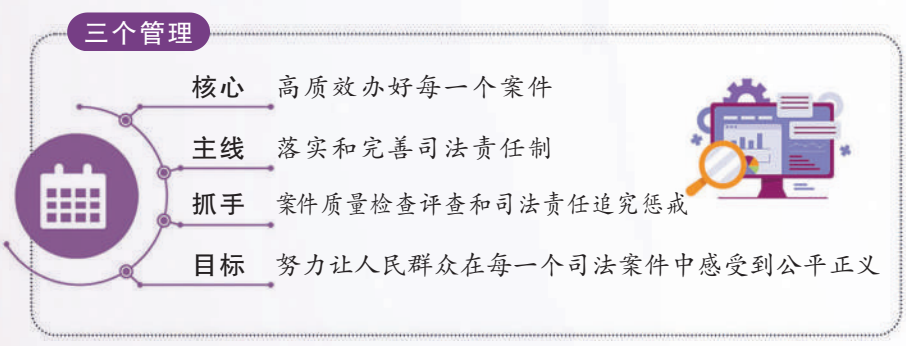 三个管理
核心 高质效办好每一个案件
主线 落实和完善司法责任制
抓手 案件质量检查评查和司法责任追究惩戒
目标 努力让人民群众在每一个司法案件中感受到公平正义